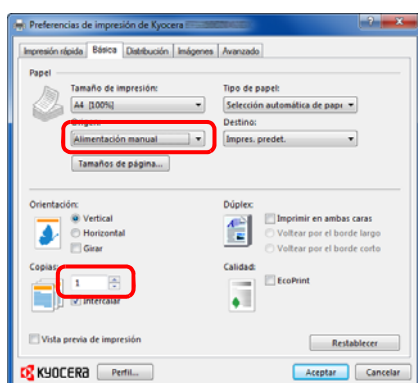 Preferencias de impresión de Kyocera
Impresión rápida Básica Distribución Imágenes Avanzado
Papel
Tamaño de impresión: Tipo de papel:
A4 [100%] Selección automática de pape
Origen: Destino:
Alimentación manual Impres. predet.
Tamaños de página...
Orientación: Dúplex:
Vertical Imprimir en ambas caras
Horizontal Voltear por el borde largo
Girar Voltear por el borde corto
Copias: Calidad:
1 EcoPrint
Intercalar
Vista previa de impresión Restablecer
KYOCERA Perfil... Aceptar Cancelar